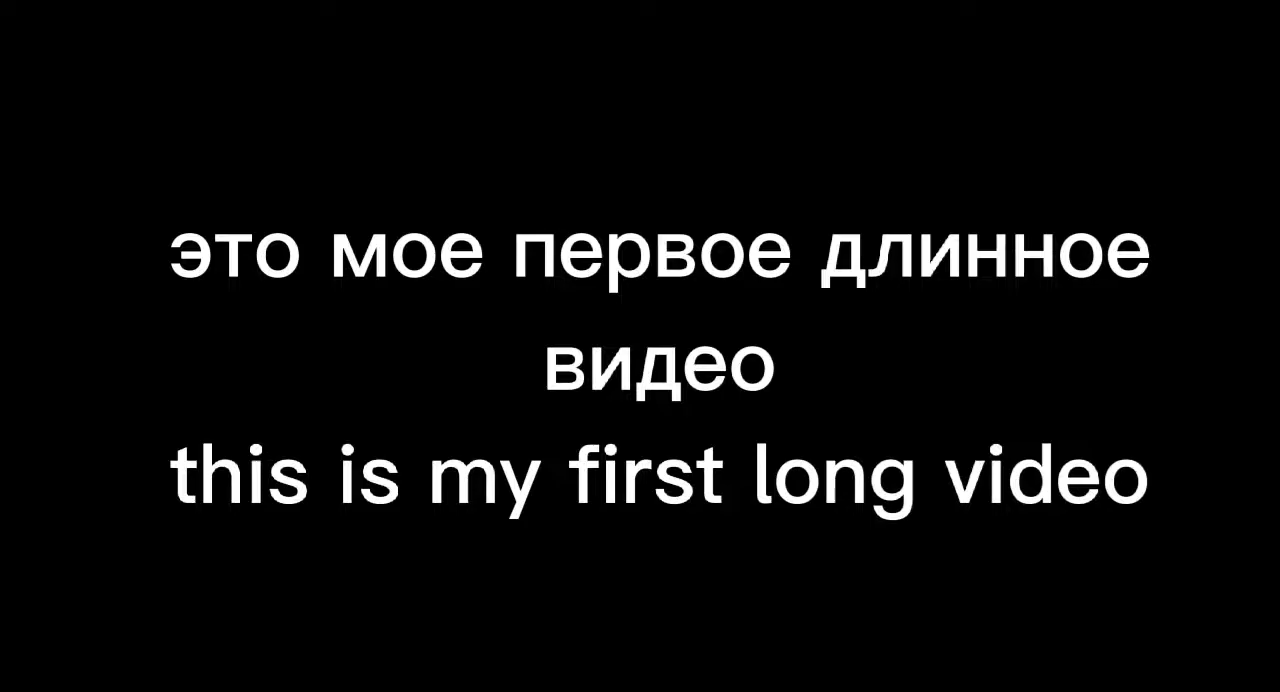 это мое первое длинное
видео
this is my first long video